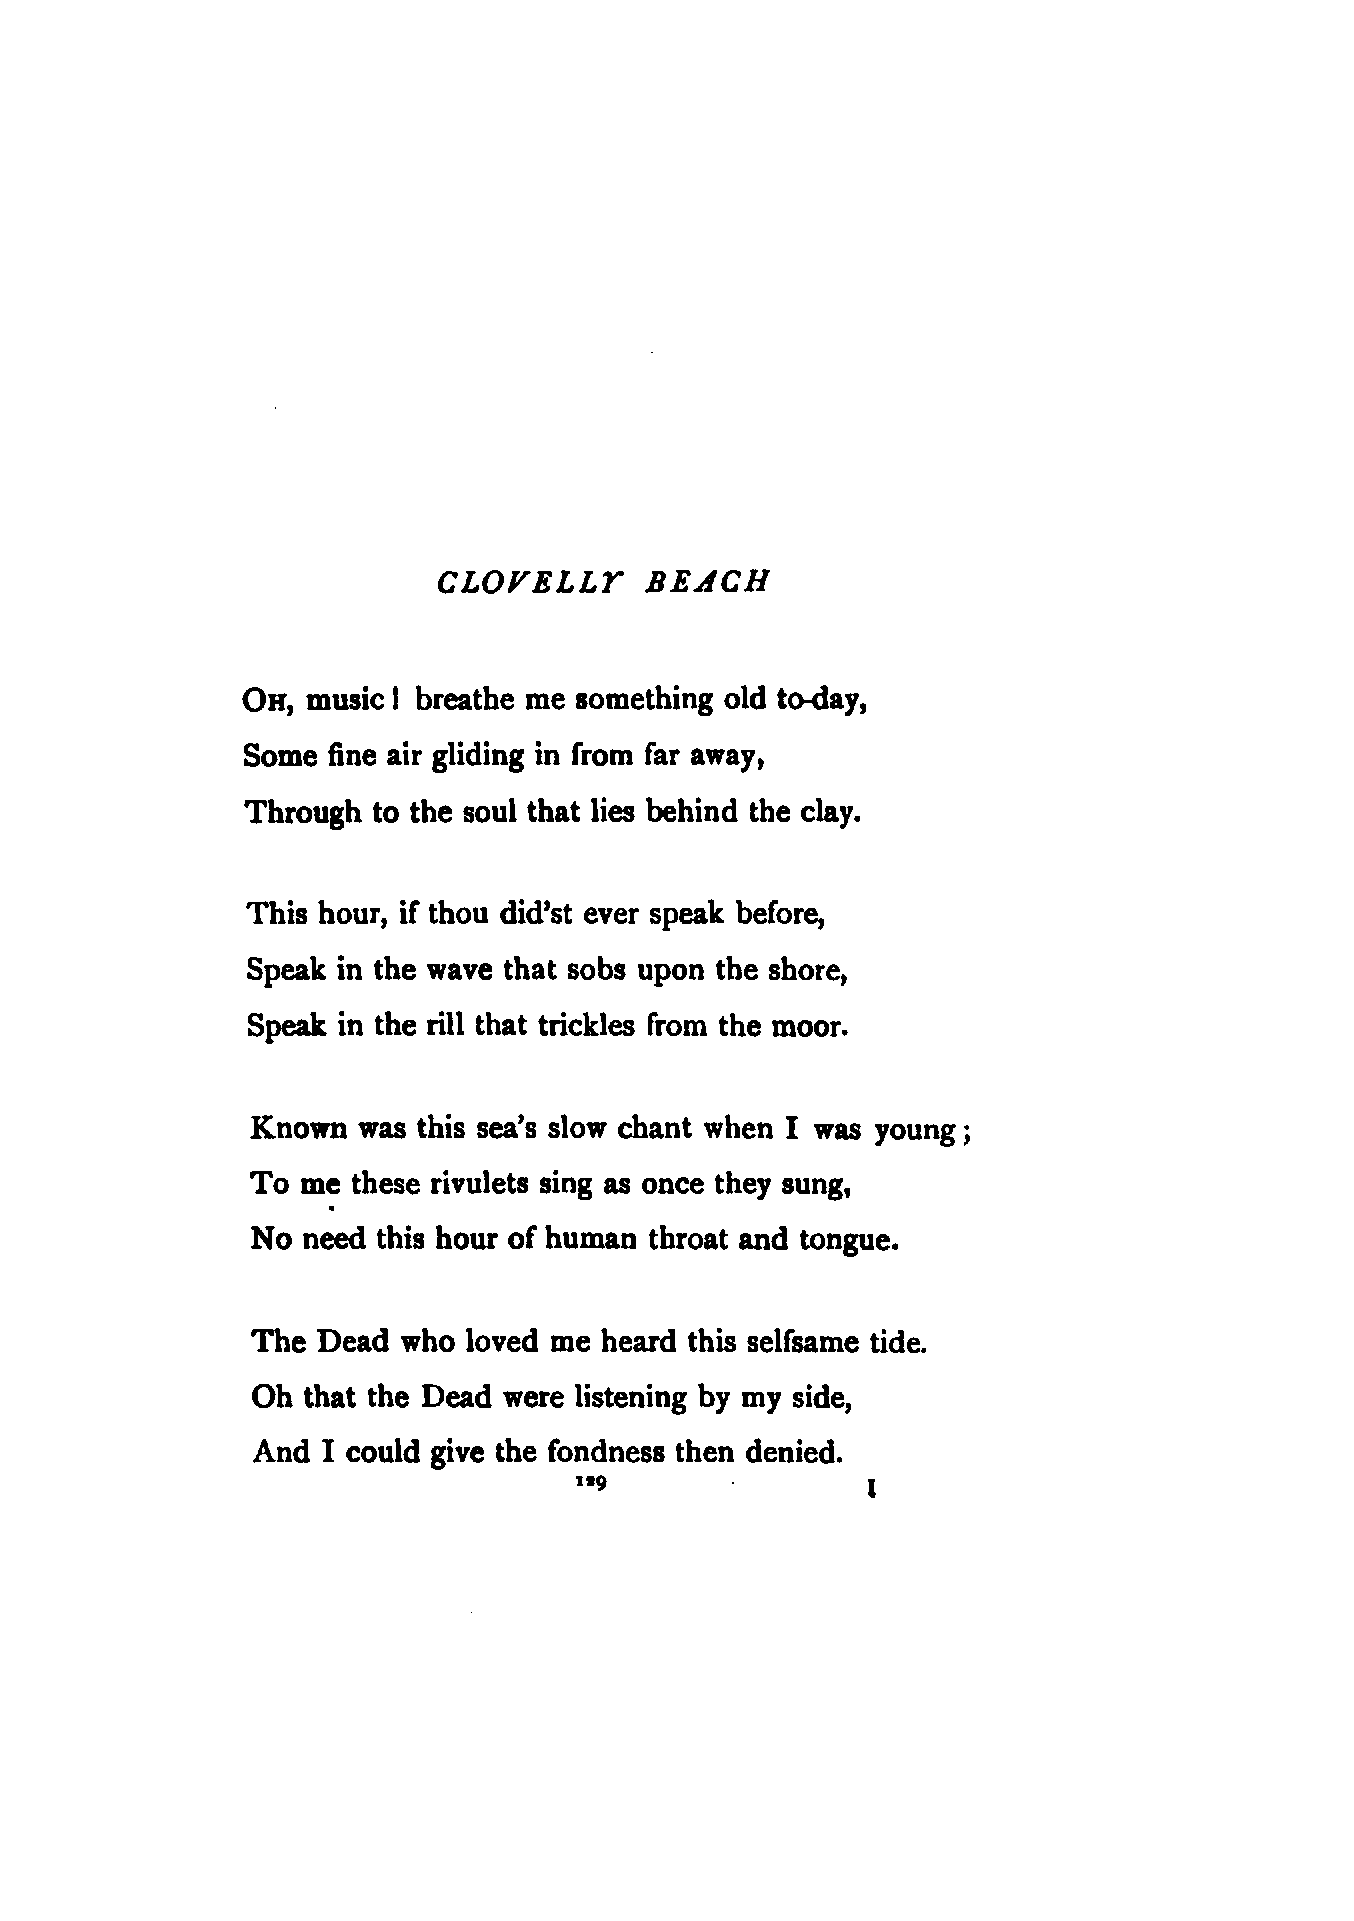 CLOVELLY BEACH
OH, music! breathe me something old to-day,
Some fine air gliding in from far away,
Through to the soul that lies behind the clay.
This hour, if thou did'st ever speak before,
Speak in the wave that sobs upon the shore,
Speak in the rill that trickles from the moor.
Known was this sea's slow chant when I was young;
To me these rivulets sing as once they sung,
No need this hour of human throat and tongue.
The Dead who loved me heard this selfsame tide.
Oh that the Dead were listening by my side,
And I could give the fondness then denied.
129 I